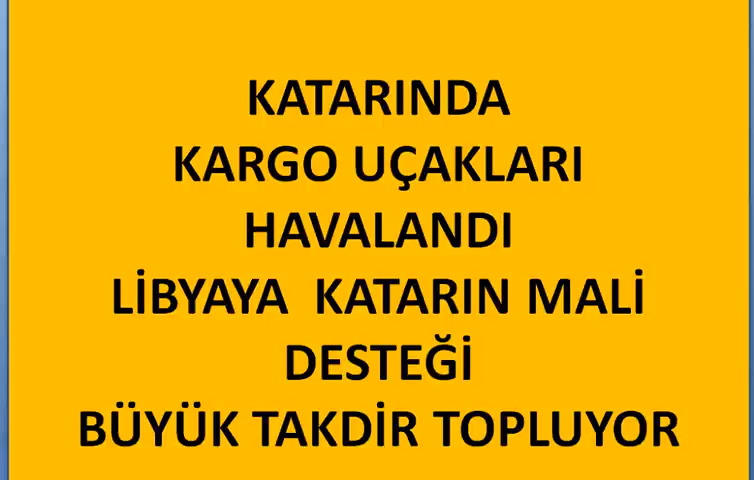 KATARINDA
KARGO UÇAKLARI
HAVALANDI
LİBYAYA KATARIN MALİ
DESTEĞİ
BÜYÜK TAKDİR TOPLUYOR